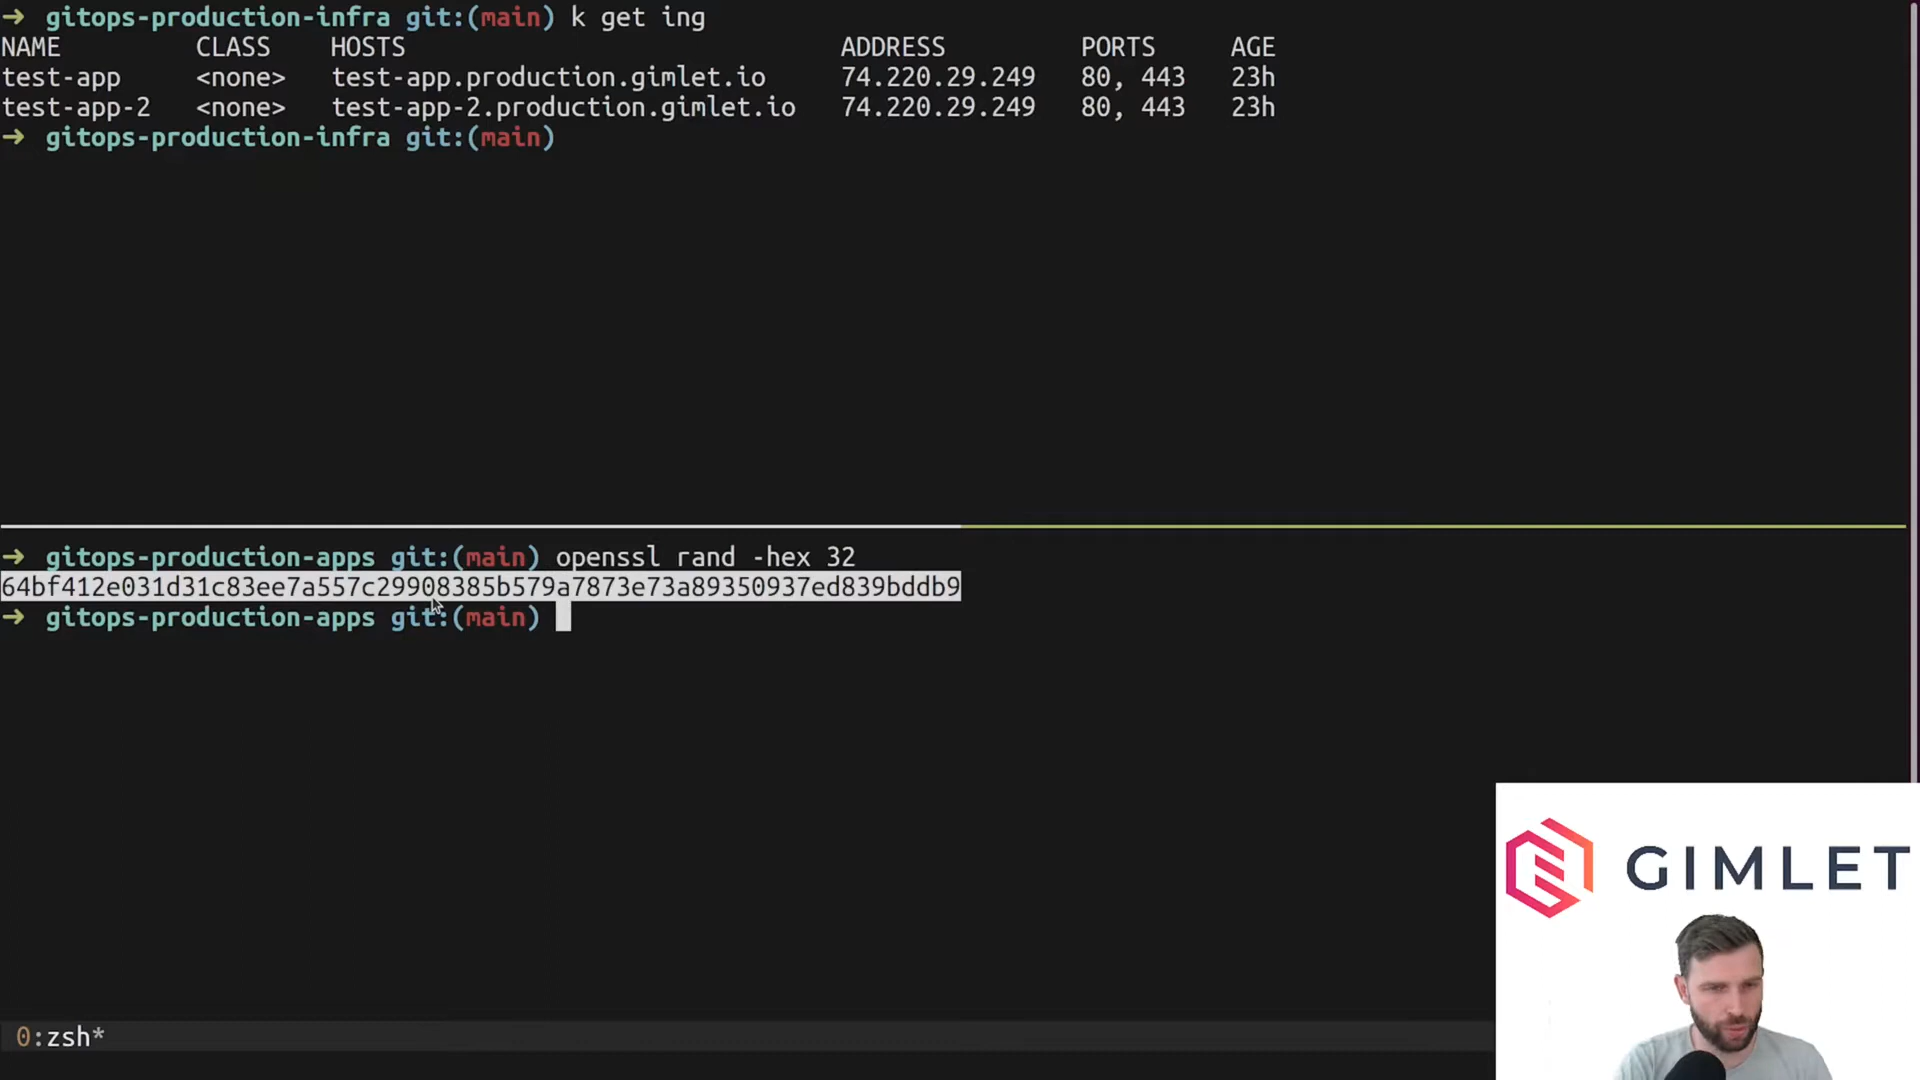 ➜ gitops-production-infra git:(main) k get ing
NAME CLASS HOSTS ADDRESS PORTS AGE
test-app <none> test-app.production.gimlet.io 74.220.29.249 80, 443 23h
test-app-2 <none> test-app-2.production.gimlet.io 74.220.29.249 80, 443 23h
➜ gitops-production-infra git:(main)
➜ gitops-production-apps git:(main) openssl rand -hex 32
64bf412e031d31c83ee7a557c29908385b579a7873e73a89350937ed839bddb9
➜ gitops-production-apps git:(main)
GIMLET
0:zsh*